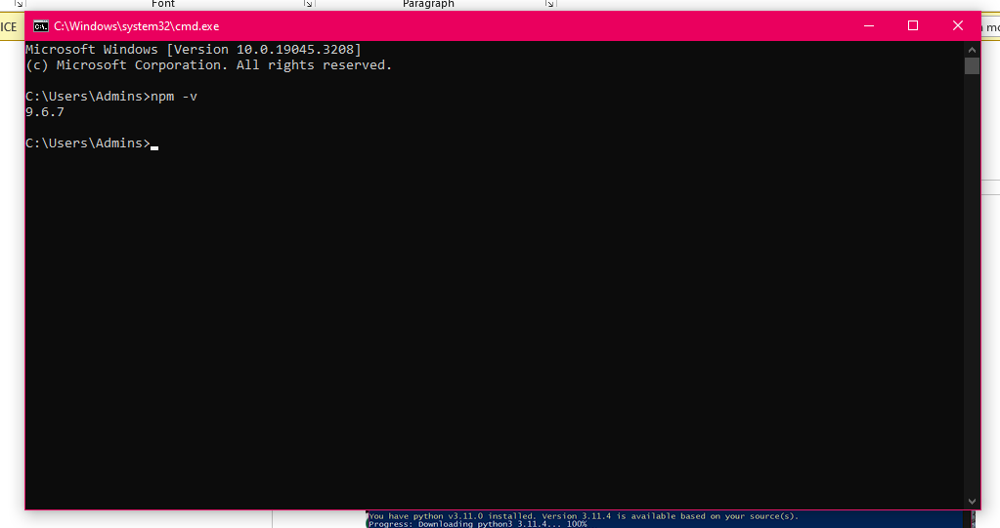 Font
Paragraph
ICE
C:\Windows\system32\cmd.exe
Microsoft Windows [Version 10.0.19045.3208]
(c) Microsoft Corporation. All rights reserved.
C:\Users\Admins>npm -v
9.6.7
C:\Users\Admins>
You have python v3.11.0 installed. Version 3.11.4 is available based on your source(s).
Progress: Downloading python3 3.11.4... 100%